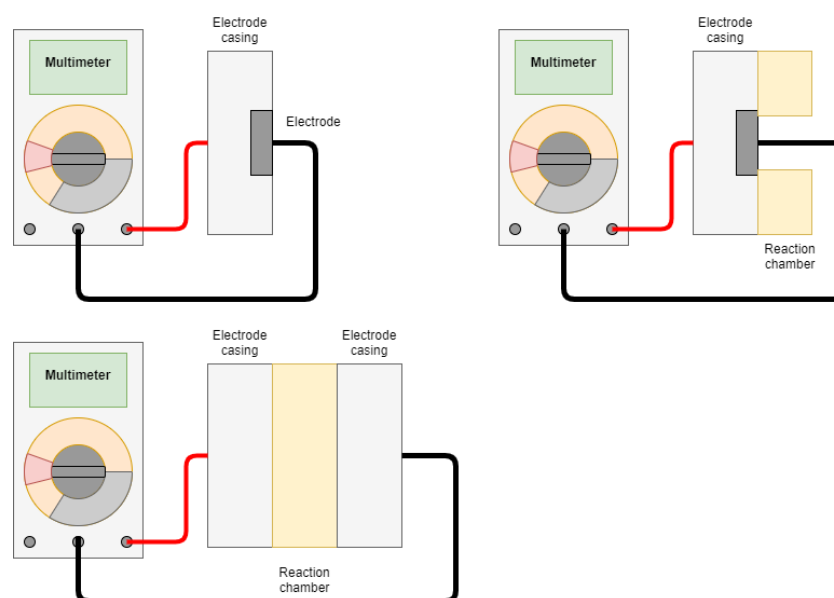 Electrode
casing
Multimeter
Electrode
Electrode
casing
Multimeter
Reaction
chamber
Electrode
casing
Electrode
casing
Multimeter
Reaction
chamber